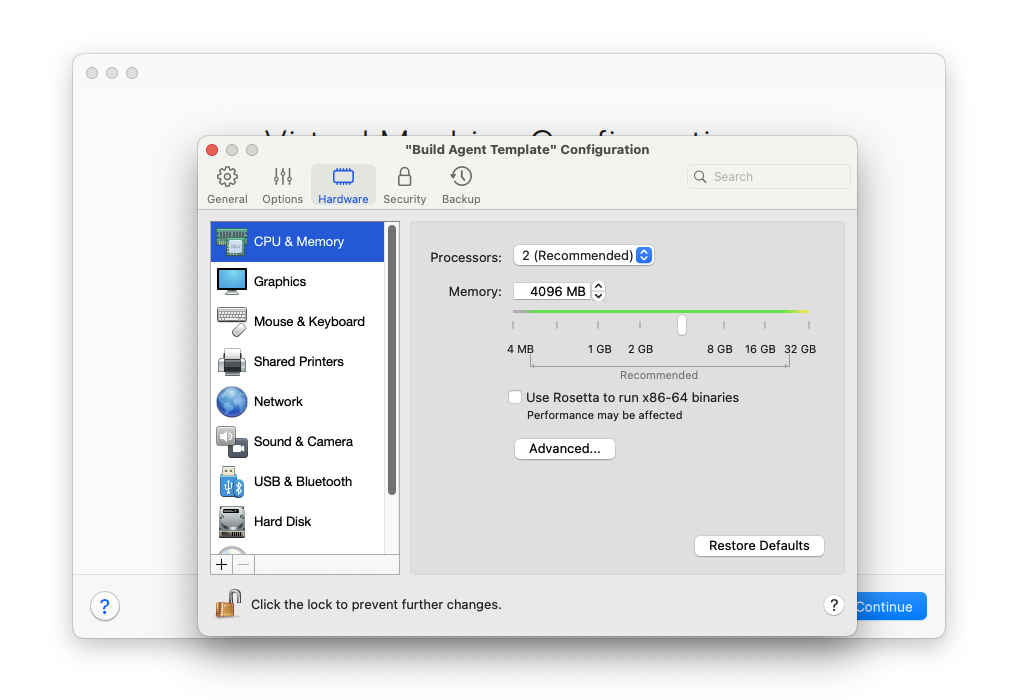 "Build Agent Template" Configuration
General
Options
Hardware
Security
Backup
Search
CPU & Memory
Graphics
Mouse & Keyboard
Shared Printers
Network
Sound & Camera
USB & Bluetooth
Hard Disk
Processors: 2 (Recommended)
Memory: 4096 MB
4 MB 1 GB 2 GB 8 GB 16 GB 32 GB
Recommended
Use Rosetta to run x86-64 binaries
Performance may be affected
Advanced...
Restore Defaults
Click the lock to prevent further changes.
?
?
Continue